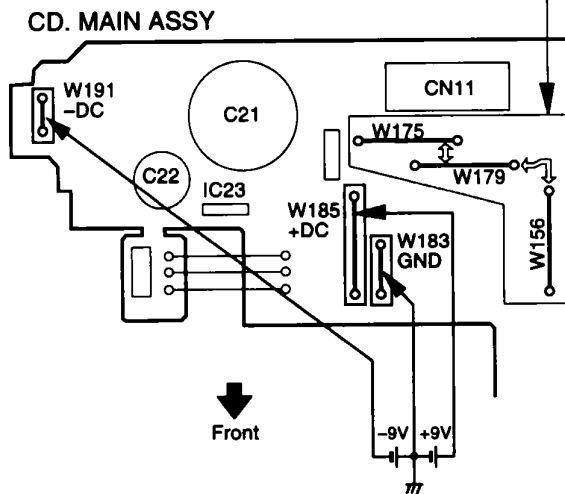 CD. MAIN ASSY
W191
–DC
C21
CN11
W175
W179
C22
IC23
W185
+DC
W183
GND
W156
Front
–9V
+9V